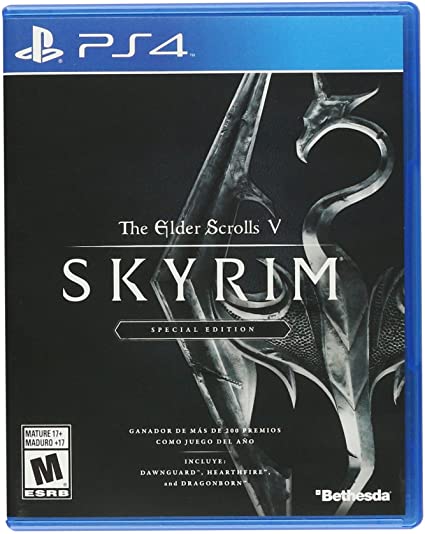 PS4™
The Elder Scrolls® V
SKYRIM®
SPECIAL EDITION
GANADOR DE MÁS DE 200 PREMIOS
COMO JUEGO DEL AÑO
INCLUYE:
DAWNGUARD™, HEARTHFIRE™,
and DRAGONBORN™
MATURE 17+
MADURO +17
M
ESRB
Bethesda®